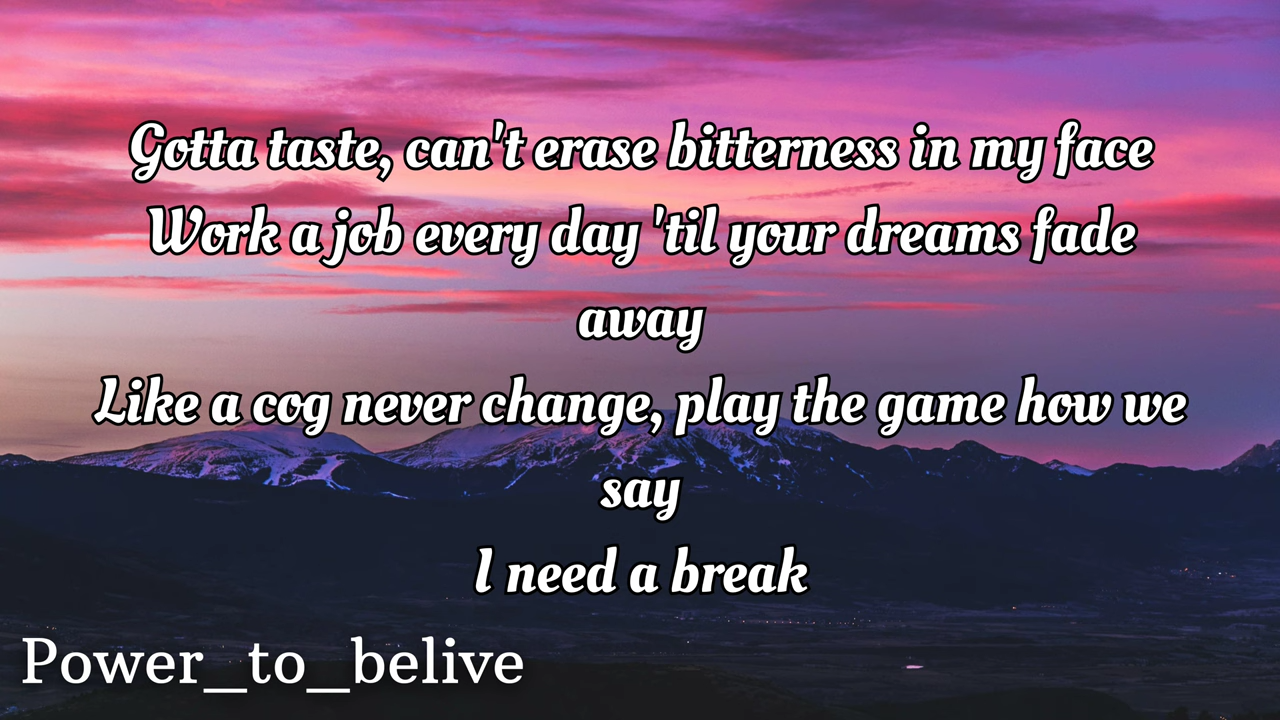 Gotta taste, can't erase bitterness in my face
Work a job every day 'til your dreams fade
away
Like a cog never change, play the game how we
say
I need a break
Power_to_belive